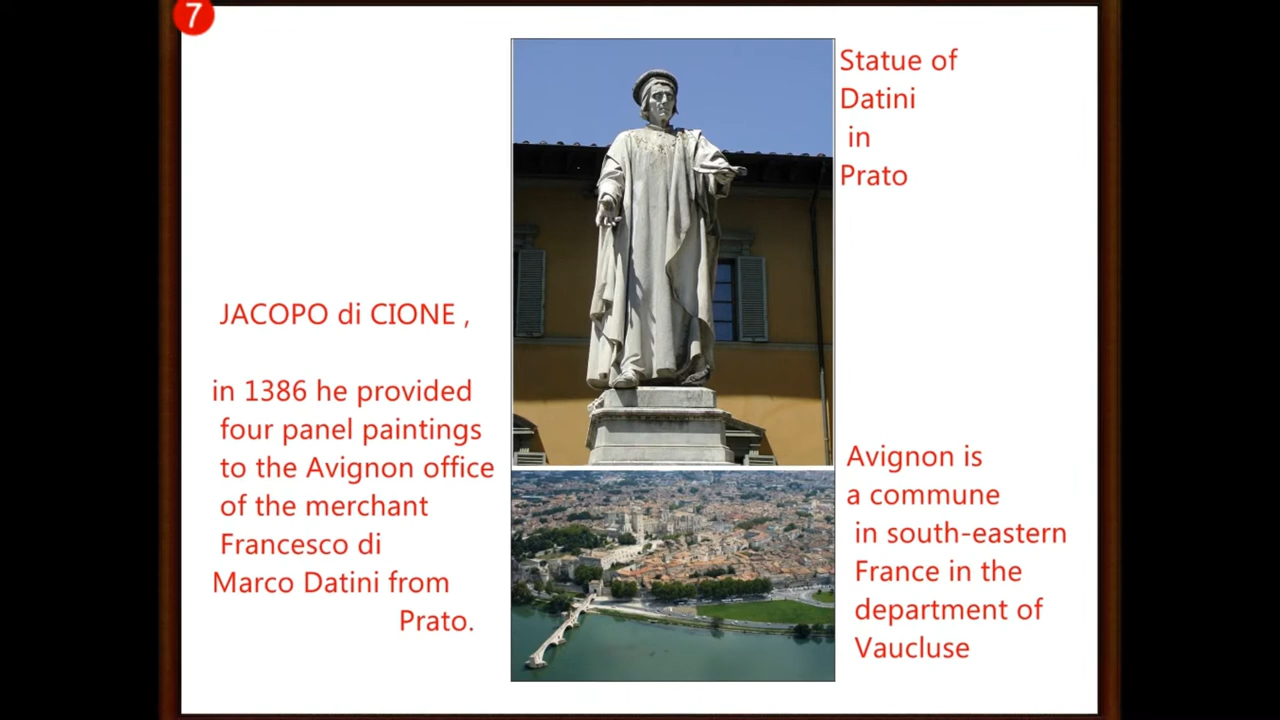 7
Statue of
Datini
in
Prato
JACOPO di CIONE ,
in 1386 he provided
four panel paintings
to the Avignon office
of the merchant
Francesco di
Marco Datini from
Prato.
Avignon is
a commune
in south-eastern
France in the
department of
Vaucluse